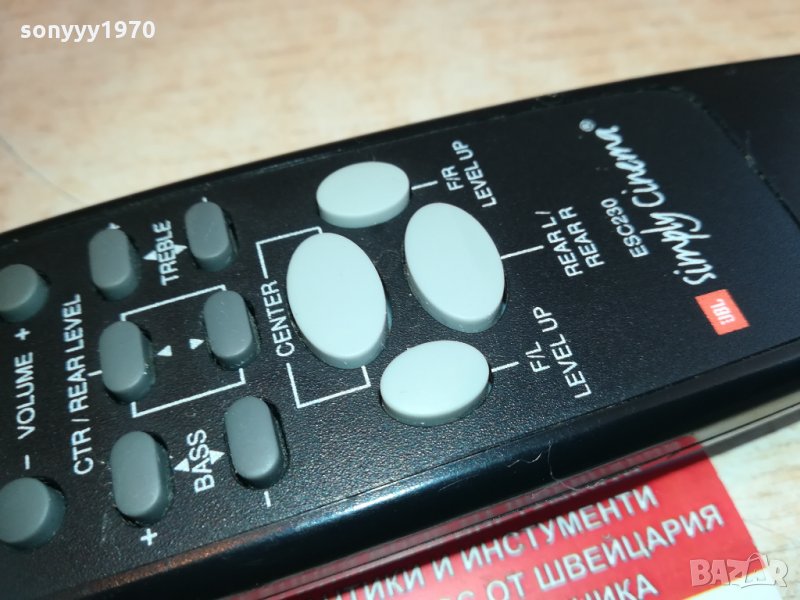 sonyyy1970
F/R
LEVEL UP
REAR L/
REAR R
F/L
LEVEL UP
CENTER
TREBLE
CTR / REAR LEVEL
BASS
+
-
- VOLUME +
JBL
Simply Cinema®
ESC230
И ИНСТУМЕНТИ
ОТ ШВЕЙЦАРИЯ
BAZAR